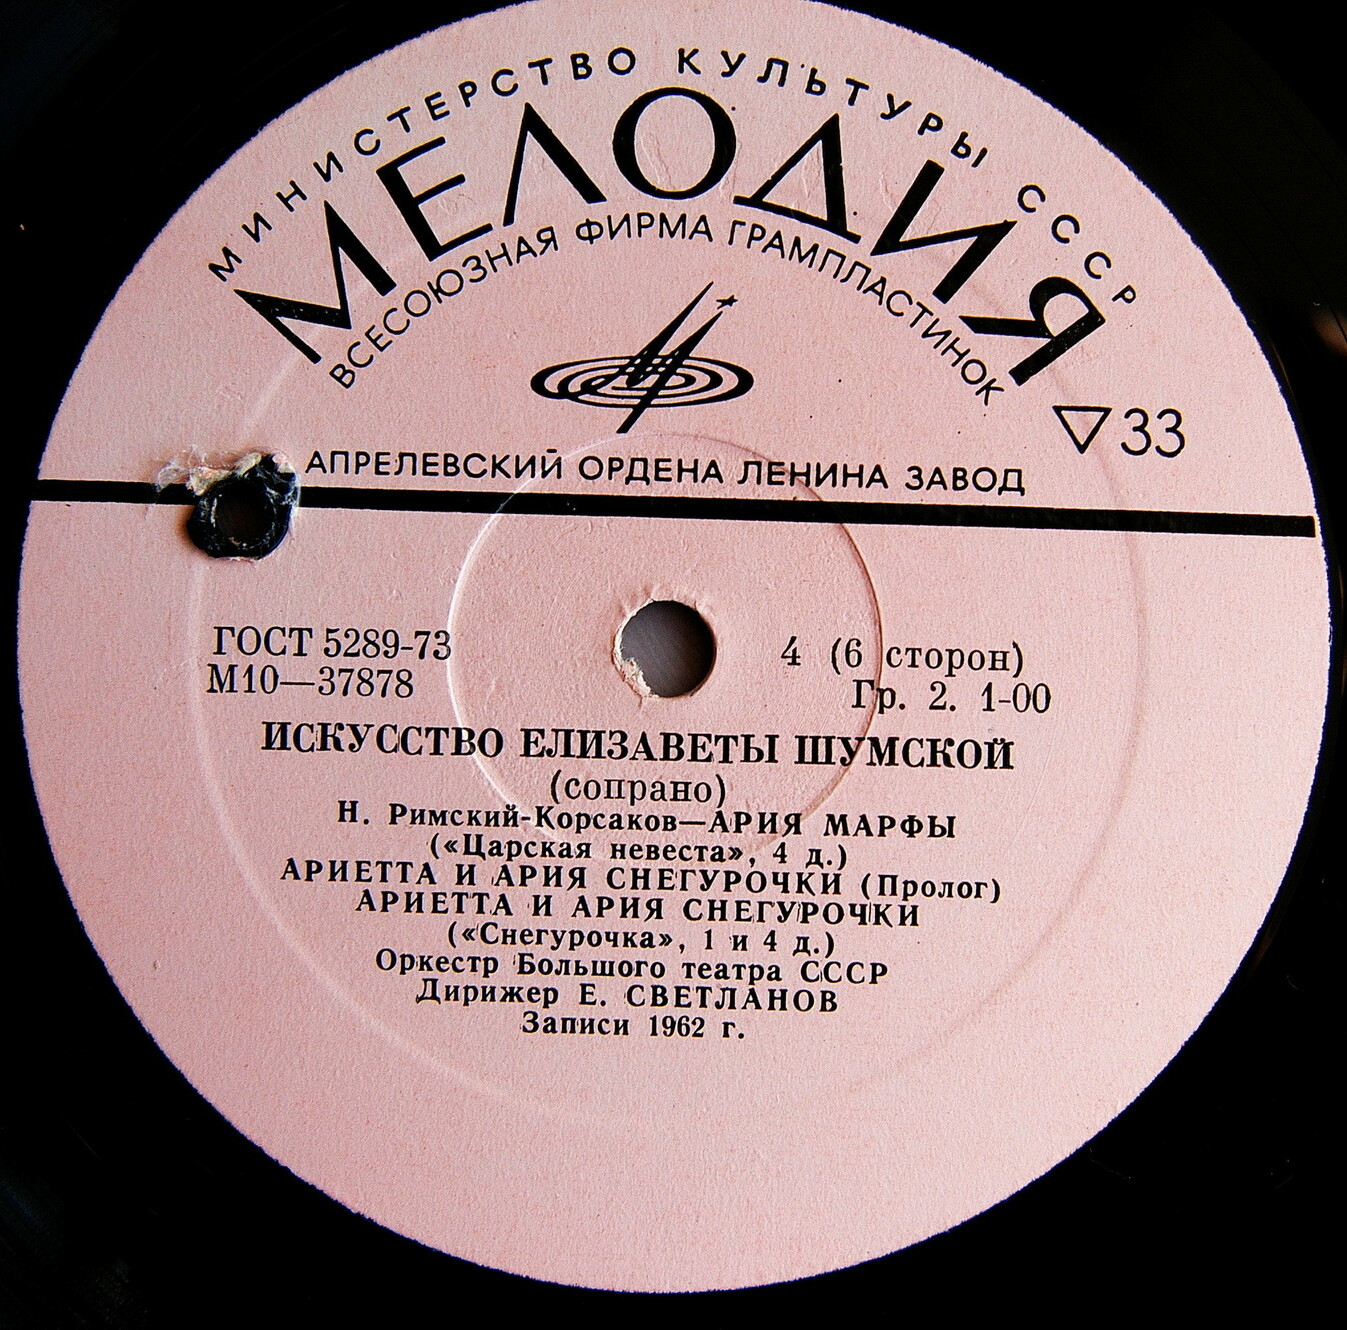 МИНИСТЕРСТВО КУЛЬТУРЫ СССР
МЕЛОДИЯ
ВСЕСОЮЗНАЯ ФИРМА ГРАМПЛАСТИНОК
33
АПРЕЛЕВСКИЙ ОРДЕНА ЛЕНИНА ЗАВОД
ГОСТ 5289-73
М10—37878
4 (6 сторон)
Гр. 2. 1-00
ИСКУССТВО ЕЛИЗАВЕТЫ ШУМСКОЙ
(сопрано)
Н. Римский-Корсаков—АРИЯ МАРФЫ
(«Царская невеста», 4 д.)
АРИЕТТА И АРИЯ СНЕГУРОЧКИ (Пролог)
АРИЕТТА И АРИЯ СНЕГУРОЧКИ
(«Снегурочка», 1 и 4 д.)
Оркестр Большого театра СССР
Дирижер Е. СВЕТЛАНОВ
Записи 1962 г.